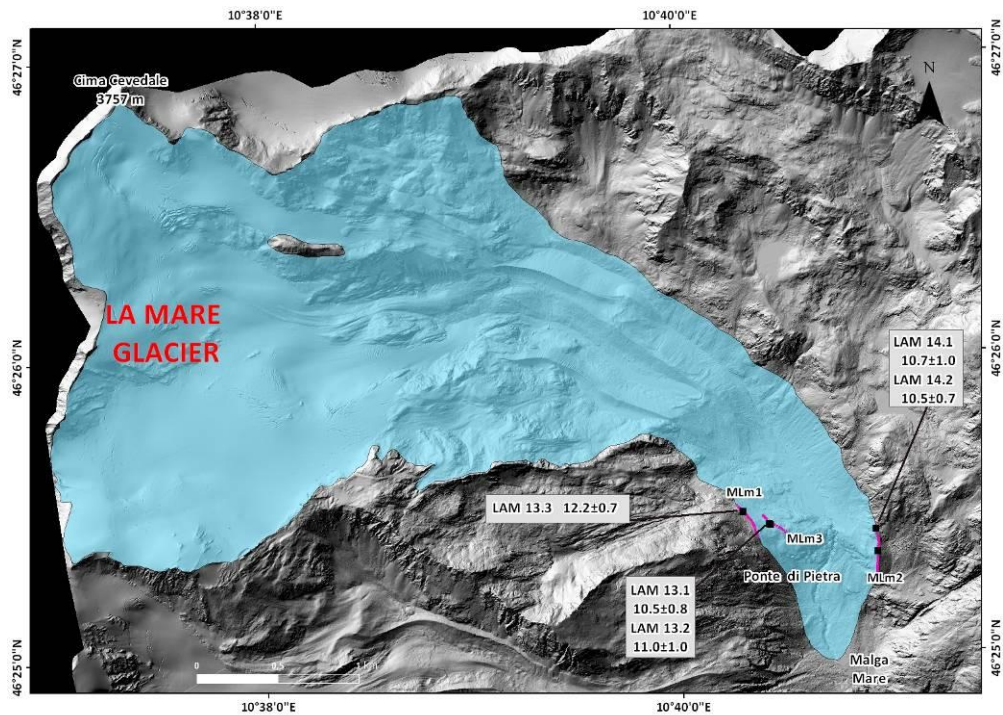 10°38'0"E
10°40'0"E
46°27'0"N
46°27'0"N
Cima Cevedale
3757 m
N
LA MARE
GLACIER
46°26'0"N
46°26'0"N
LAM 14.1
10.7±1.0
LAM 14.2
10.5±0.7
MLm1
LAM 13.3 12.2±0.7
MLm3
Ponte di Pietra
MLm2
LAM 13.1
10.5±0.8
LAM 13.2
11.0±1.0
Malga
Mare
46°25'0"N
46°25'0"N
0
10°38'0"E
10°40'0"E